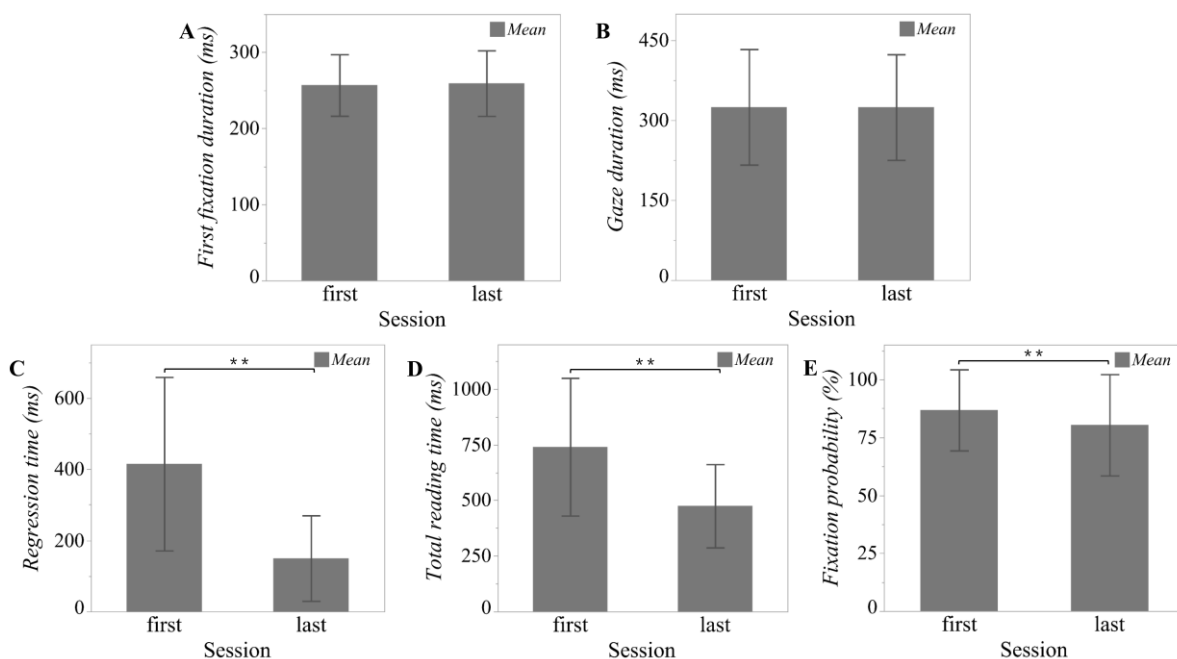 A
Mean
First fixation duration (ms)
300
200
100
0
first last
Session
B
Mean
Gaze duration (ms)
450
300
150
0
first last
Session
C
Mean
**
Regression time (ms)
600
400
200
0
first last
Session
D
Mean
**
Total reading time (ms)
1000
750
500
250
0
first last
Session
E
Mean
**
Fixation probability (%)
100
75
50
25
0
first last
Session